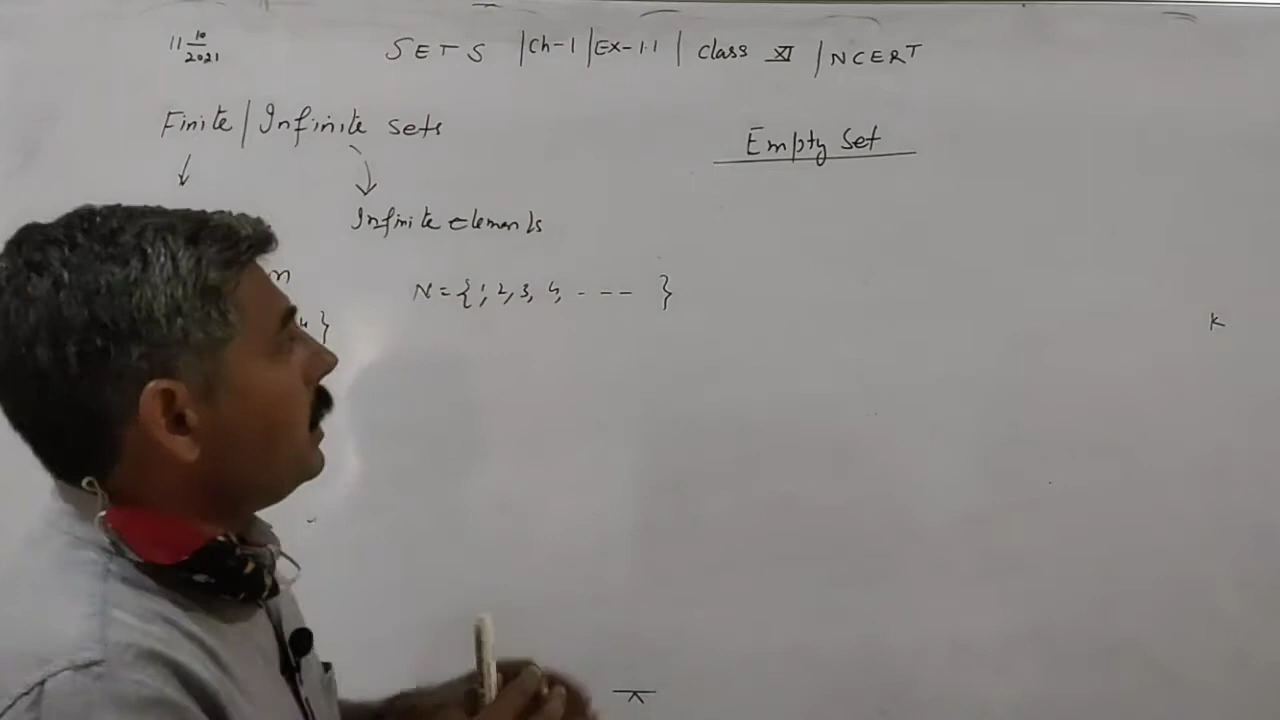 11 10/2021
SETS |Ch-1|Ex-1.1| class XI |NCERT
Finite/Infinite sets
Empty Set
Infinite elements
N={1,2,3,4,---}
}
K